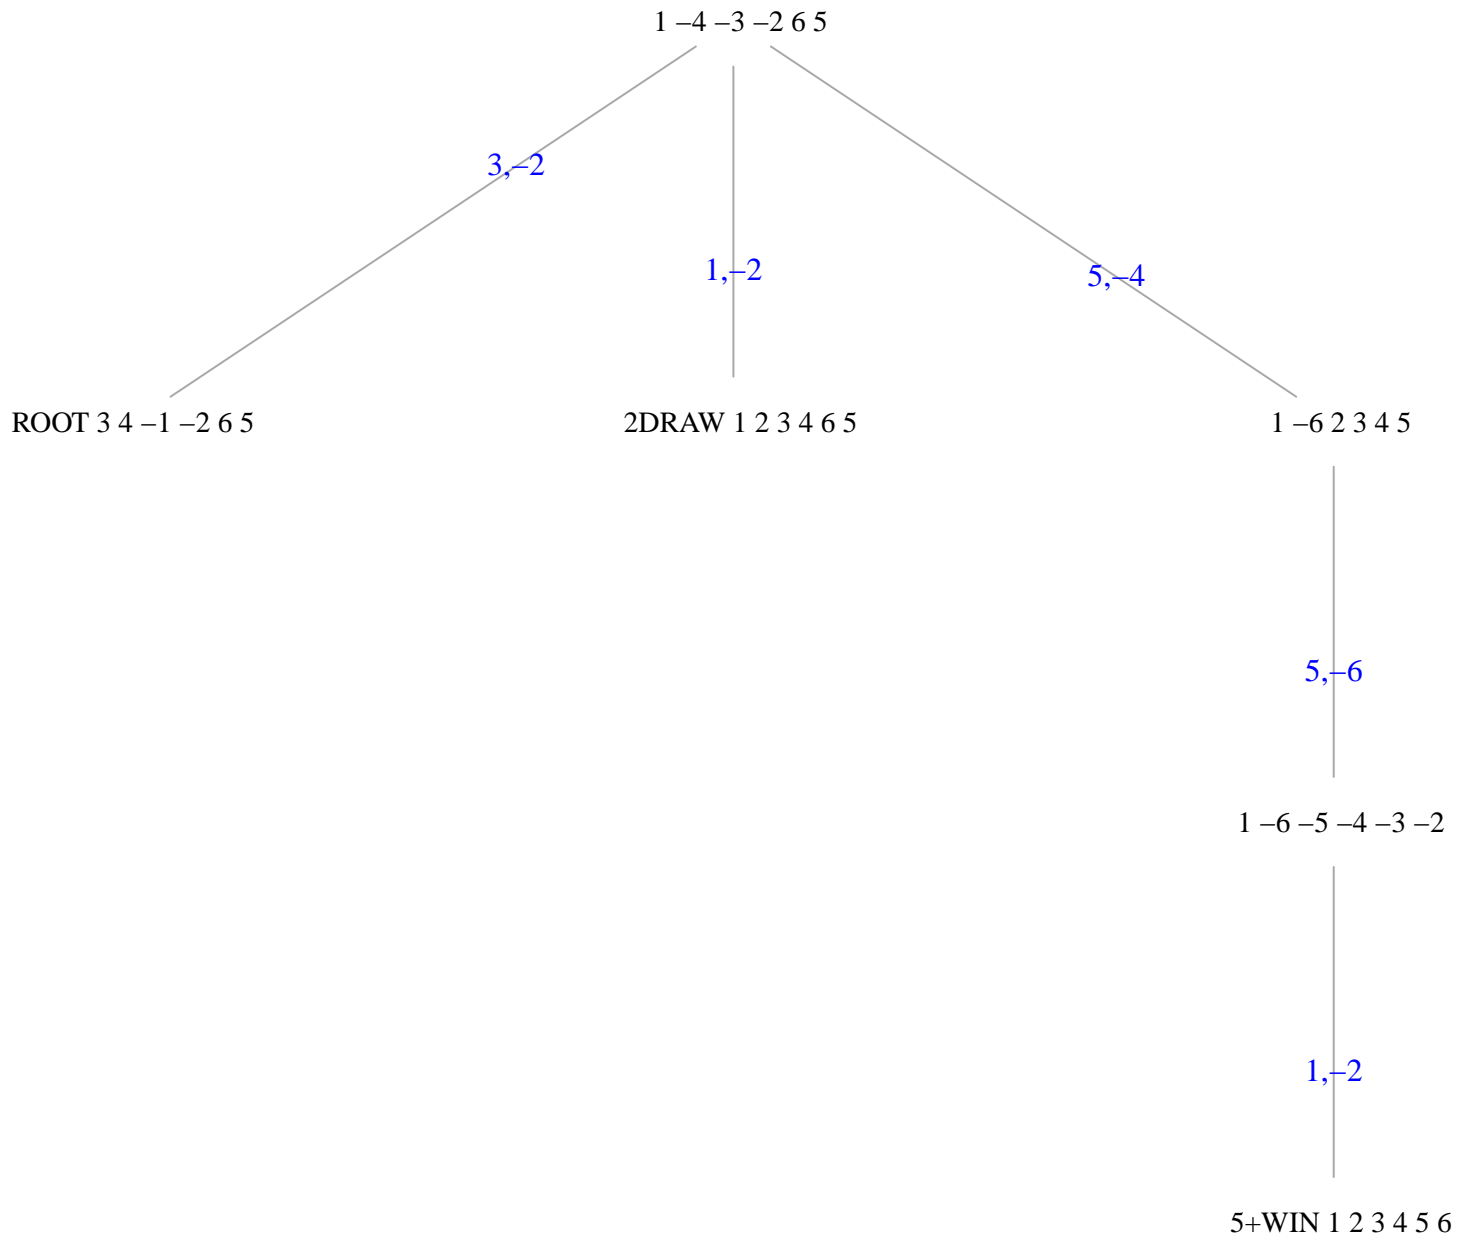 1 –4 –3 –2 6 5
3,–2
1,–2
5,–4
ROOT 3 4 –1 –2 6 5
2DRAW 1 2 3 4 6 5
1 –6 2 3 4 5
5,–6
1 –6 –5 –4 –3 –2
1,–2
5+WIN 1 2 3 4 5 6